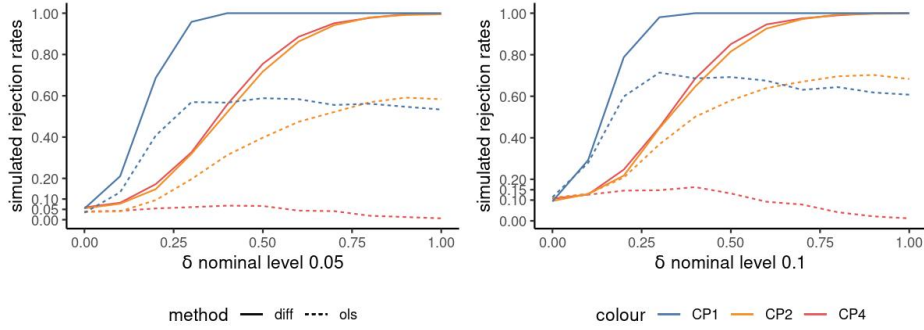 simulated rejection rates
1.00
0.80
0.60
0.40
0.20
0.10
0.05
0.00
0.00 0.25 0.50 0.75 1.00
δ nominal level 0.05
simulated rejection rates
1.00
0.80
0.60
0.40
0.20
0.15
0.10
0.00
0.00 0.25 0.50 0.75 1.00
δ nominal level 0.1
method diff ols
colour CP1 CP2 CP4